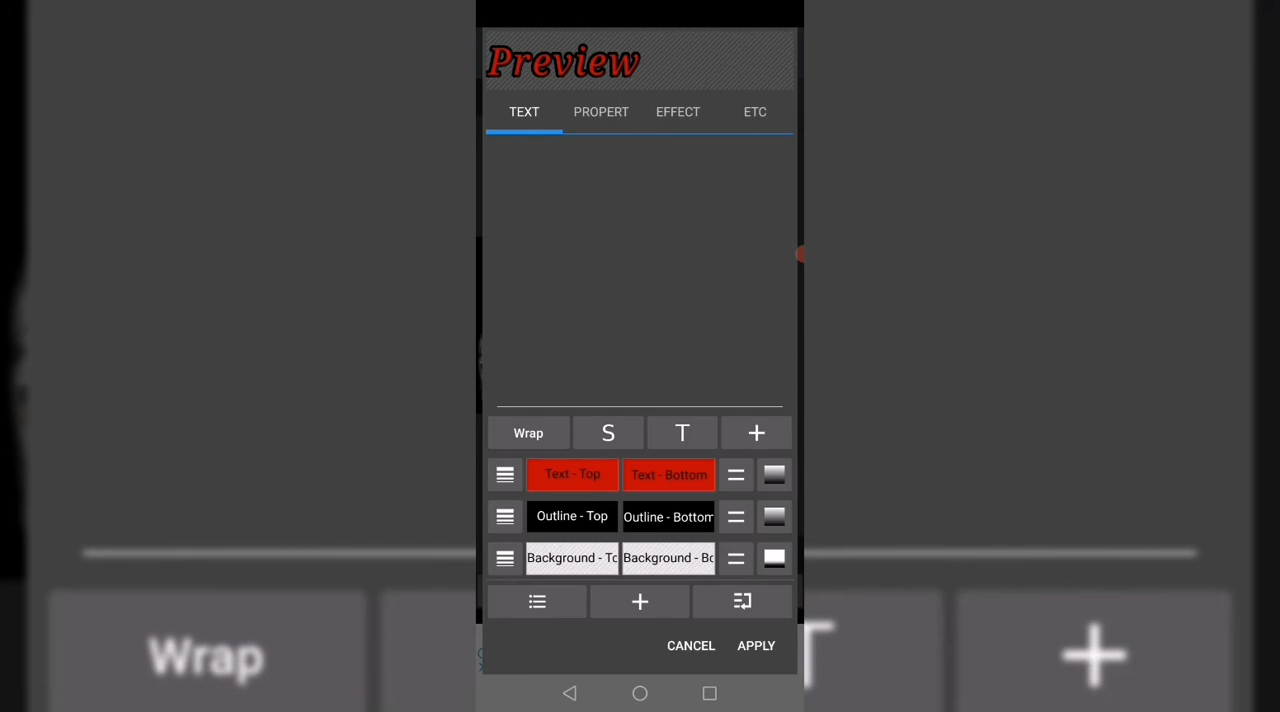 Preview
TEXT PROPERT EFFECT ETC
Wrap S T +
Text - Top Text - Bottom
Outline - Top Outline - Bottom
Background - To Background - Bo
+
CANCEL APPLY
Wrap T +